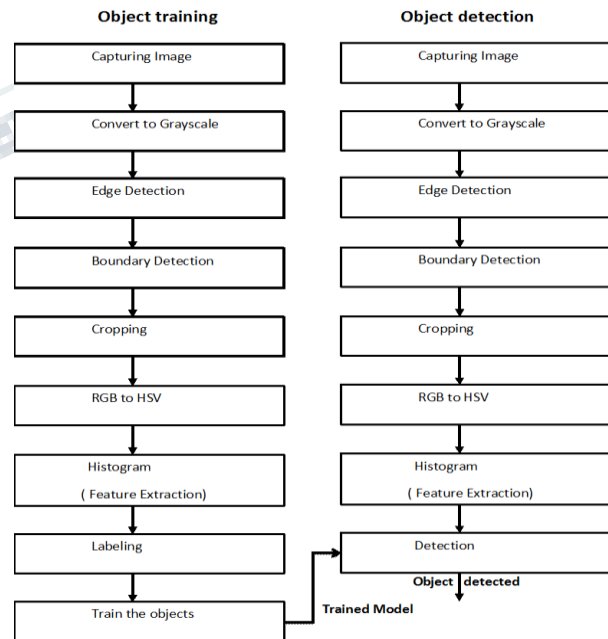 Object training
Capturing Image
Convert to Grayscale
Edge Detection
Boundary Detection
Cropping
RGB to HSV
Histogram
( Feature Extraction)
Labeling
Train the objects
Trained Model
Object detection
Capturing Image
Convert to Grayscale
Edge Detection
Boundary Detection
Cropping
RGB to HSV
Histogram
( Feature Extraction)
Detection
Object detected